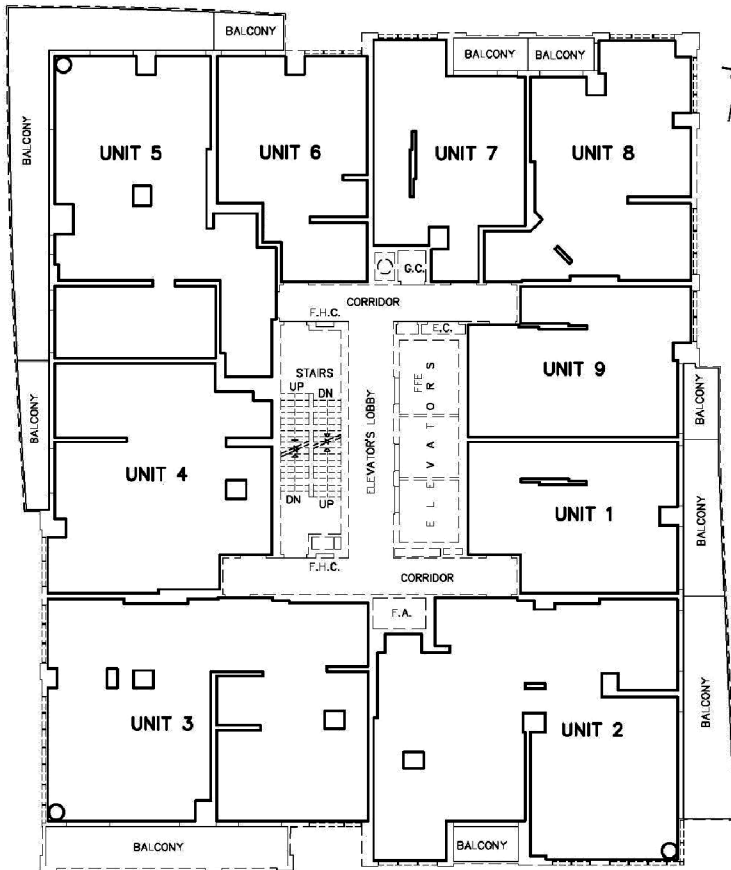 BALCONY
BALCONY
BALCONY
BALCONY
UNIT 5
UNIT 6
UNIT 7
UNIT 8
G.C.
CORRIDOR
F.H.C.
E.C.
STAIRS
UP
DN
ELEVATOR'S LOBBY
FFE
ELEVATORS
UNIT 9
BALCONY
BALCONY
UNIT 4
DN
UP
UNIT 1
BALCONY
F.H.C.
CORRIDOR
F.A.
UNIT 3
UNIT 2
BALCONY
BALCONY
BALCONY